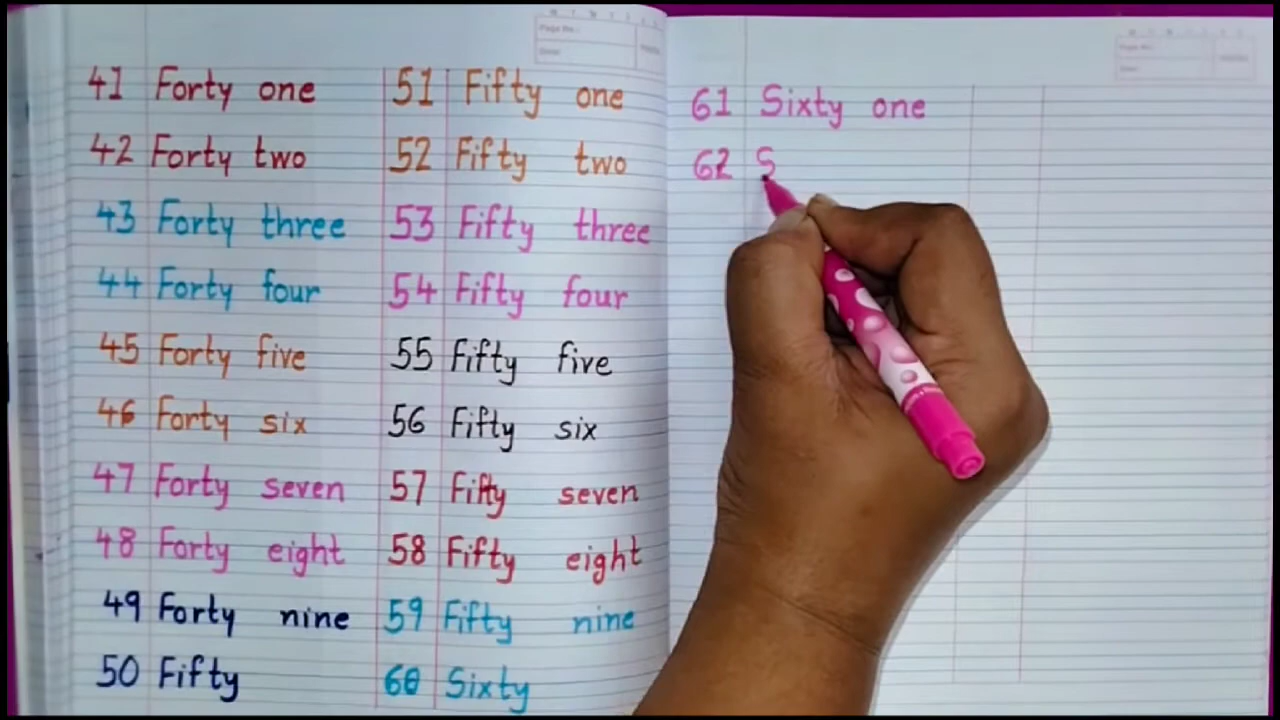 41 Forty one
42 Forty two
43 Forty three
44 Forty four
45 Forty five
46 Forty six
47 Forty seven
48 Forty eight
49 Forty nine
50 Fifty
51 Fifty one
52 Fifty two
53 Fifty three
54 Fifty four
55 Fifty five
56 Fifty six
57 Fifty seven
58 Fifty eight
59 Fifty nine
60 Sixty
Page No.:
Date:
61 Sixty one
62 S